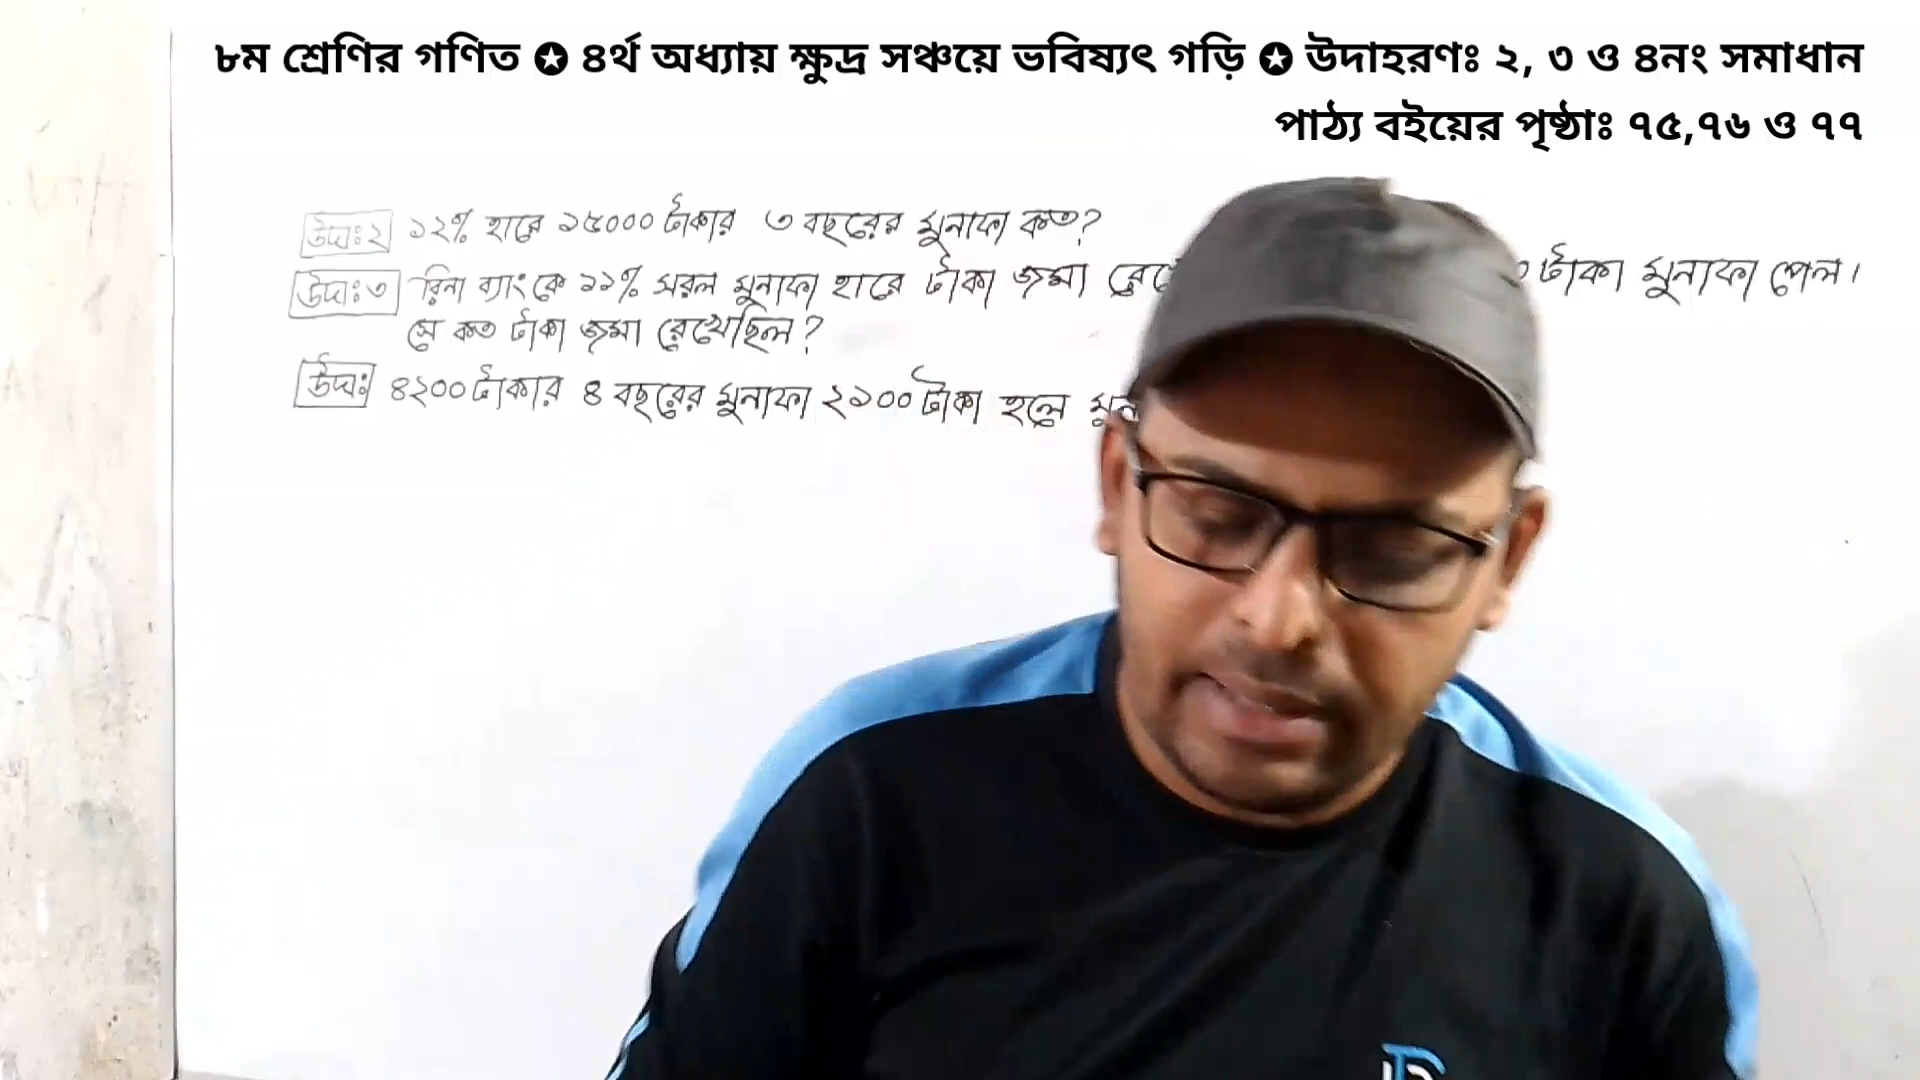 ৮ম শ্রেণির গণিত ✪ ৪র্থ অধ্যায় ক্ষুদ্র সঞ্চয়ে ভবিষ্যৎ গড়ি ✪ উদাহরণঃ ২, ৩ ও ৪নং সমাধান
পাঠ্য বইয়ের পৃষ্ঠাঃ ৭৫,৭৬ ও ৭৭
উদাঃ২ ১২% হারে ১৫০০০ টাকার ৩ বছরের মুনাফা কত?
উদাঃ৩ রিনা ব্যাংকে ১১% সরল মুনাফা হারে টাকা জমা টাকা মুনাফা পেল।
সে কত টাকা জমা রেখেছিল?
উদাঃ ৪২০০ টাকার ৪ বছরের মুনাফা ২১০০ টাকা হলে